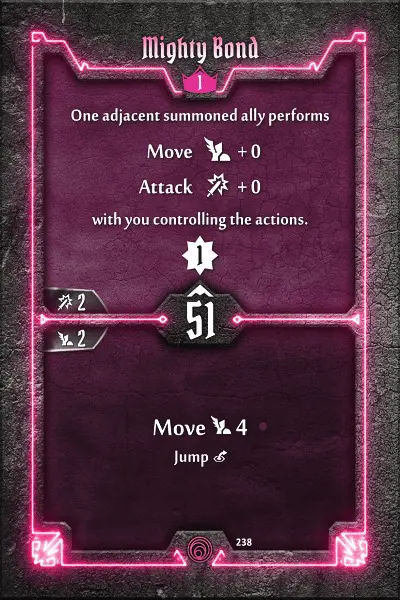 Mighty Bond
1
One adjacent summoned ally performs
Move +0
Attack +0
with you controlling the actions.
1
2
51
2
Move 4
Jump
238